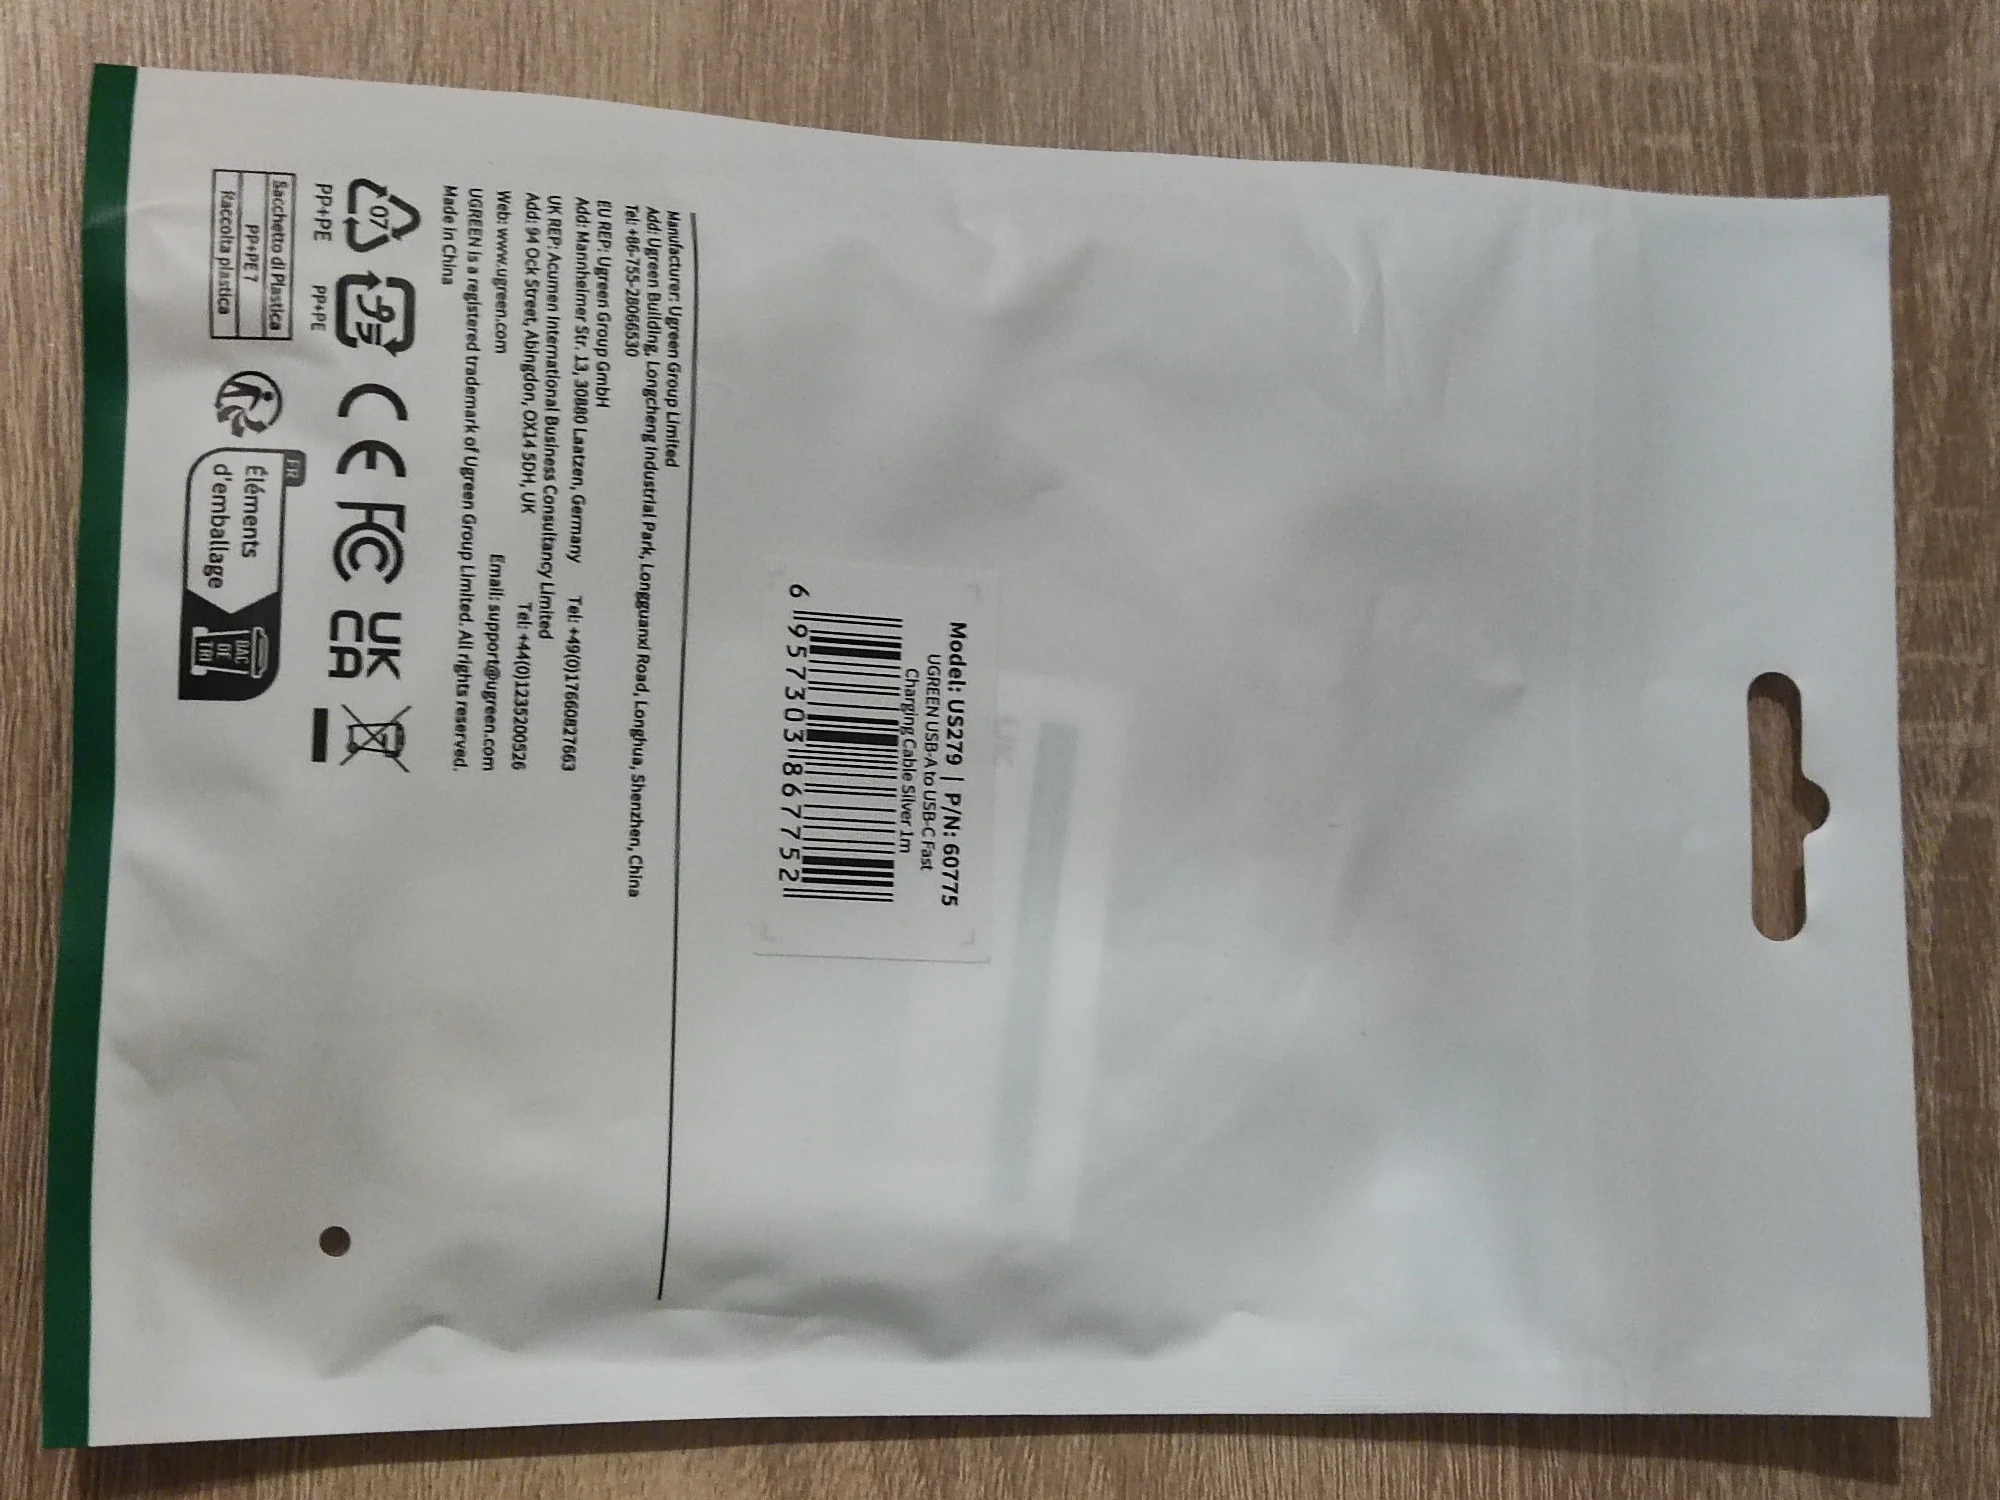 Model: US279 | P/N: 60775
UGREEN USB-A to USB-C Fast
Charging Cable Silver 1m
6 957303 867752
Manufacturer: Ugreen Group Limited
Add: Ugreen Building, Longcheng Industrial Park, Longguanxi Road, Longhua, Shenzhen, China
Tel: +86-755-28066530
EU REP: Ugreen Group GmbH
Add: Mannheimer Str. 13, 30880 Laatzen, Germany Tel: +49(0)17660827663
UK REP: Acumen International Business Consultancy Limited
Add: 94 Ock Street, Abingdon, OX14 5DH, UK Tel: +44(0)1235200526
Web: www.ugreen.com Email: support@ugreen.com
UGREEN is a registered trademark of Ugreen Group Limited. All rights reserved.
Made in China
07 CE FC UK
CA
PP+PE PP+PE
Sacchetto di Plastica
PP+PE 7
Raccolta plastica
FR
Éléments
d'emballage
BAC
DE
TRI